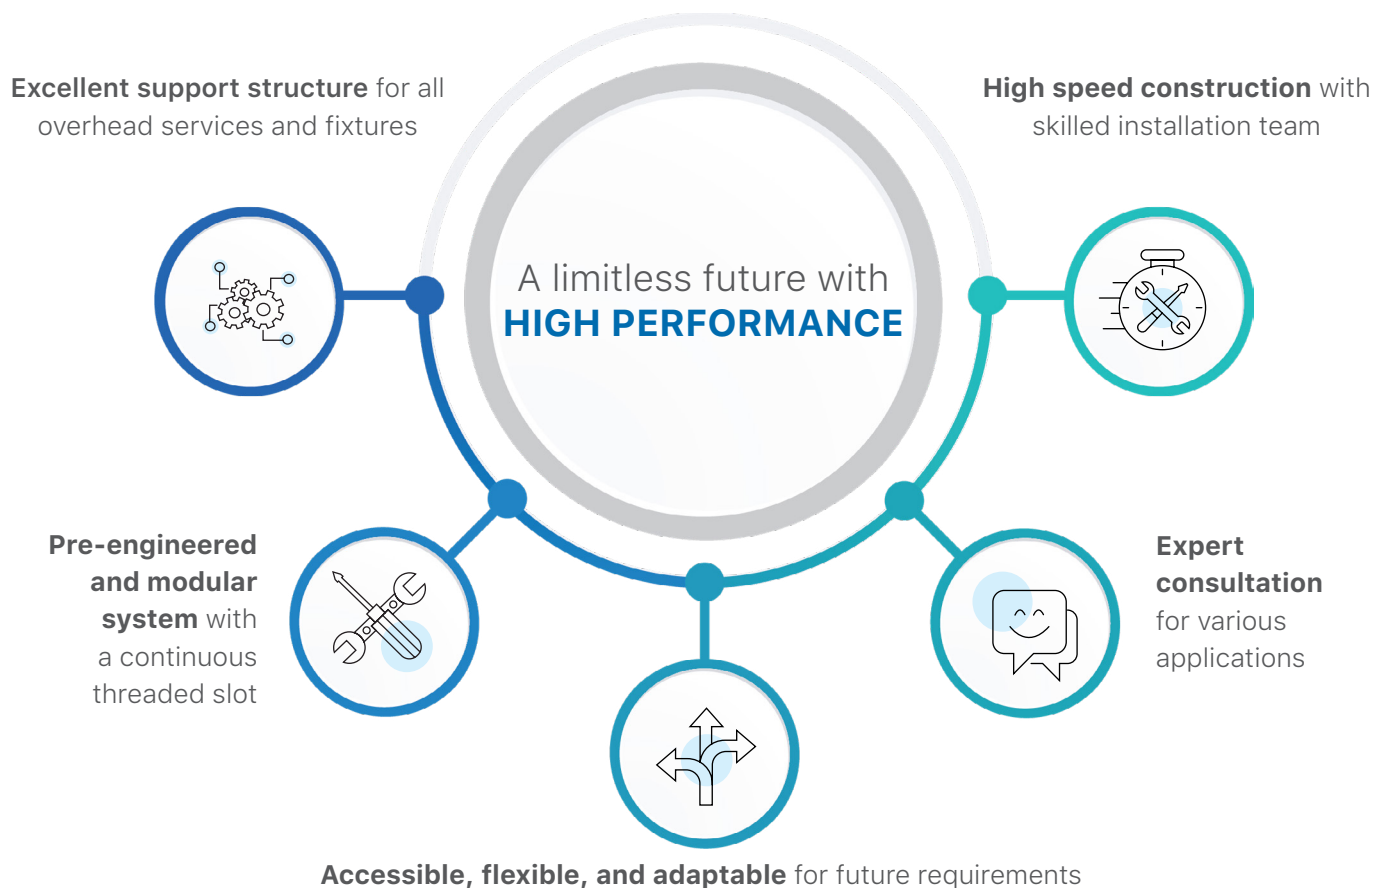 Excellent support structure for all
overhead services and fixtures
High speed construction with
skilled installation team
A limitless future with
HIGH PERFORMANCE
Pre-engineered
and modular
system with
a continuous
threaded slot
Expert
consultation
for various
applications
Accessible, flexible, and adaptable for future requirements